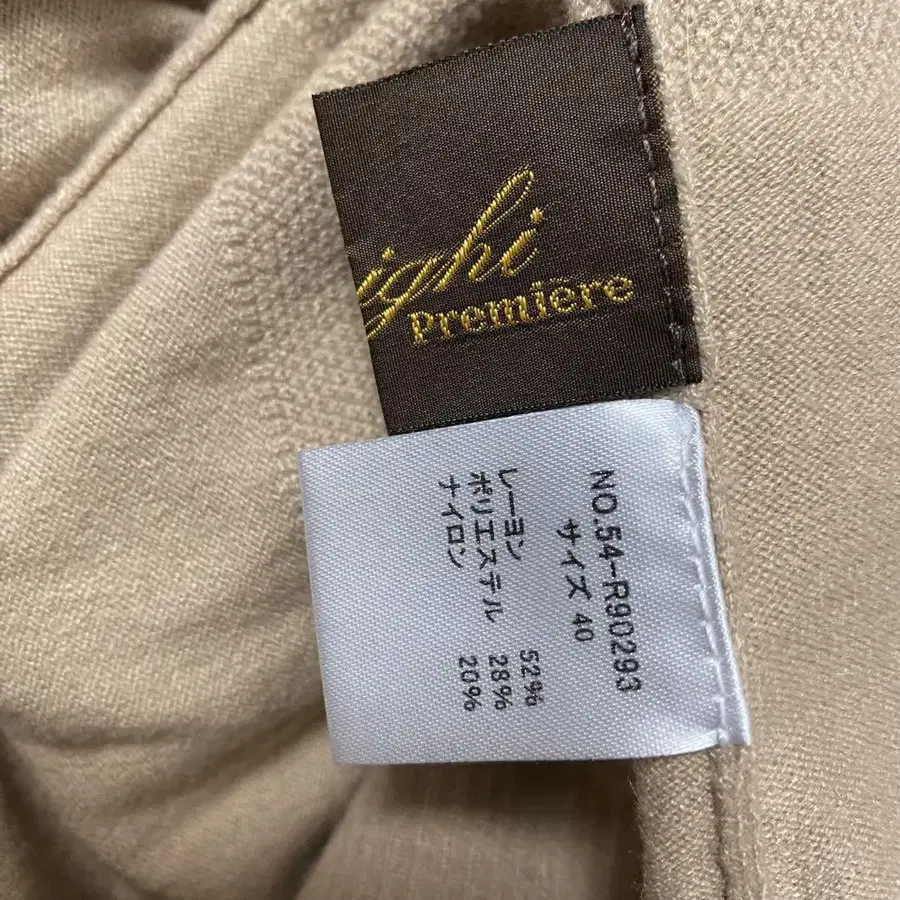 ighi
Première
NO.54-R90293
サイズ 40
レーヨン 52%
ポリエステル 28%
ナイロン 20%